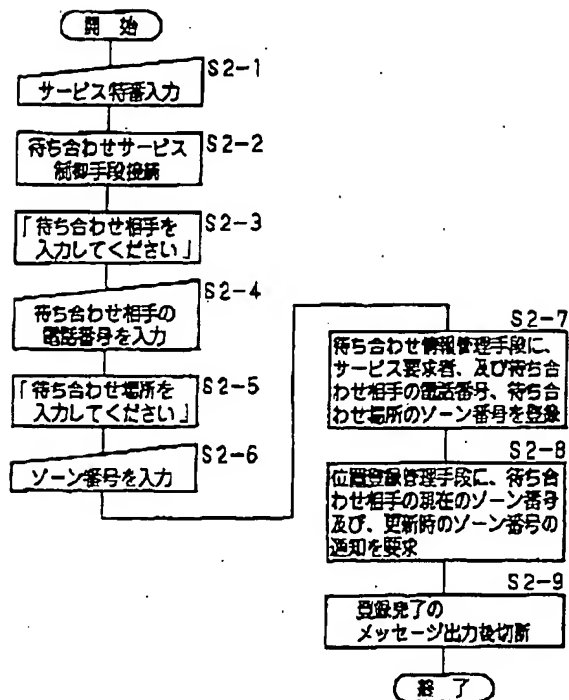 開 始
S2-1
サービス特番入力
S2-2
待ち合わせサービス
制御手段接続
S2-3
「待ち合わせ相手を
入力してください」
S2-4
待ち合わせ相手の
電話番号を入力
S2-5
「待ち合わせ場所を
入力してください」
S2-6
ゾーン番号を入力
S2-7
待ち合わせ情報管理手段に、
サービス要求者、及び待ち合
わせ相手の電話番号、待ち合
わせ場所のゾーン番号を登録
S2-8
位置登録管理手段に、待ち合
わせ相手の現在のゾーン番号
及び、更新時のゾーン番号の
通知を要求
S2-9
登録完了の
メッセージ出力後切断
終 了